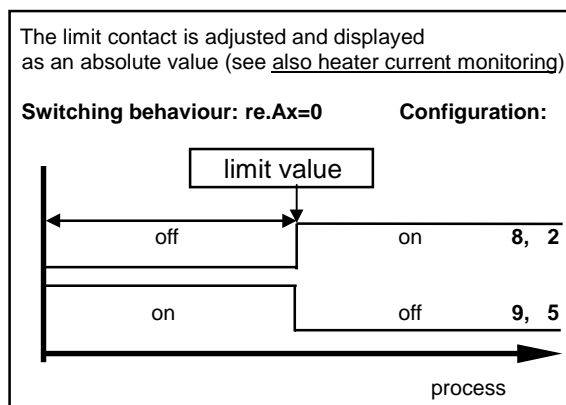 The limit contact is adjusted and displayed
as an absolute value (see also heater current monitoring)
Switching behaviour: re.Ax=0 Configuration:
limit value
off on 8, 2
on off 9, 5
process